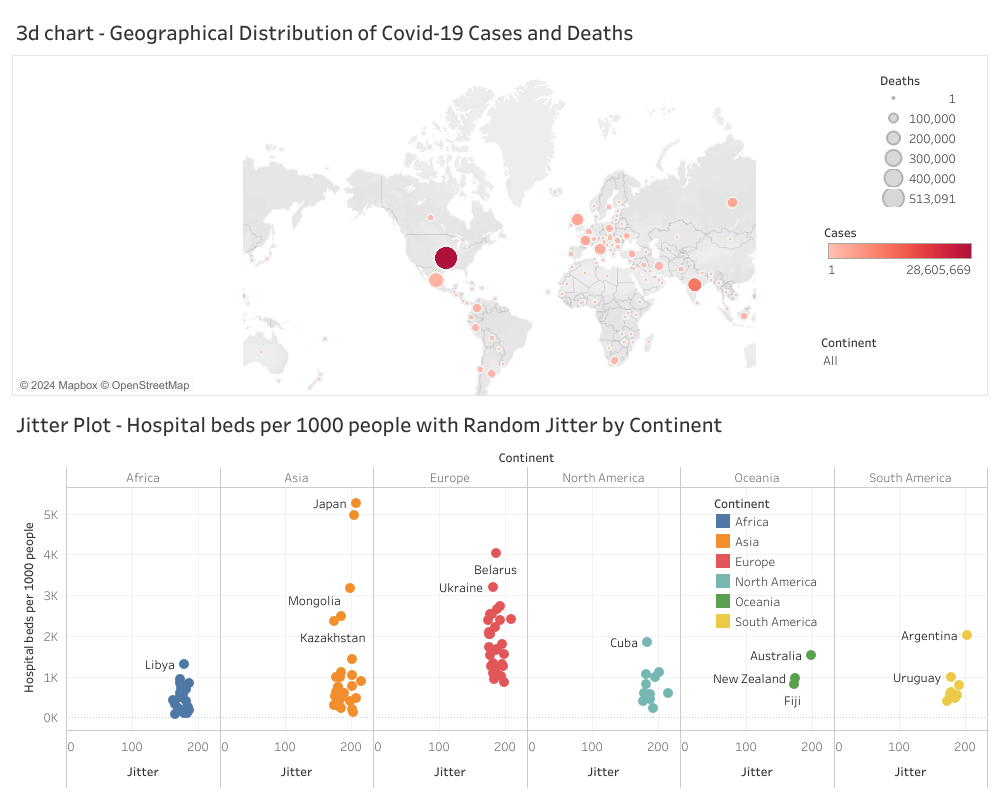 3d chart - Geographical Distribution of Covid-19 Cases and Deaths
Deaths
1
100,000
200,000
300,000
400,000
513,091
Cases
1 28,605,669
Continent
All
© 2024 Mapbox © OpenStreetMap
Jitter Plot - Hospital beds per 1000 people with Random Jitter by Continent
Continent
Africa Asia Europe North America Oceania South America
Hospital beds per 1000 people
5K
4K
3K
2K
1K
0K
Libya
Japan
Mongolia
Kazakhstan
Belarus
Ukraine
Cuba
Continent
Africa
Asia
Europe
North America
Oceania
South America
Australia
New Zealand
Fiji
Argentina
Uruguay
0 100 200 0 100 200 0 100 200 0 100 200 0 100 200 0 100 200
Jitter Jitter Jitter Jitter Jitter Jitter